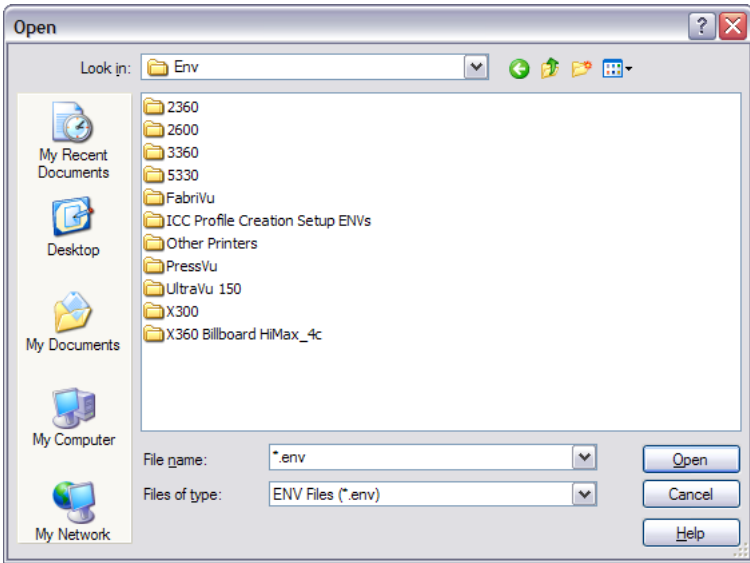 Open
Look in:
Env
My Recent
Documents
Desktop
My Documents
My Computer
My Network
2360
2600
3360
5330
FabriVu
ICC Profile Creation Setup ENVs
Other Printers
PressVu
UltraVu 150
X300
X360 Billboard HiMax_4c
File name:
*.env
Open
Files of type:
ENV Files (*.env)
Cancel
Help